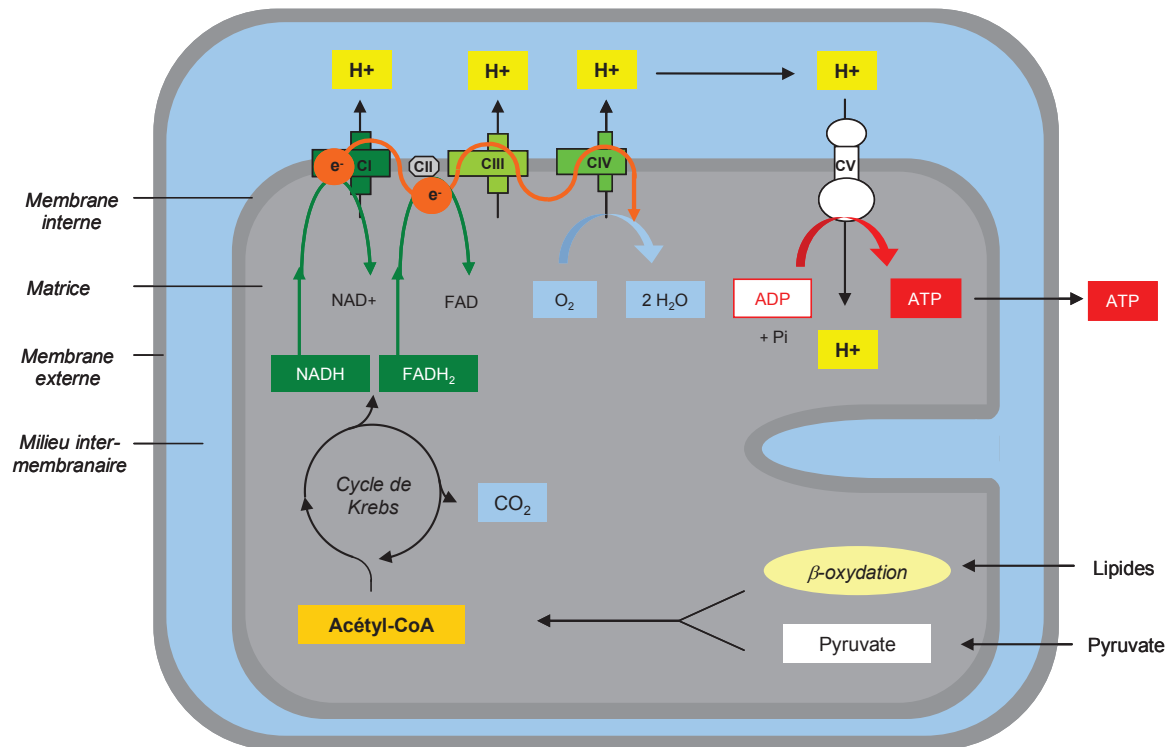 H+
H+
H+
H+
e-
CI
CII
e-
CIII
CIV
CV
Membrane
interne
Matrice
NAD+
FAD
O₂
2 H₂O
ADP
+ Pi
ATP
ATP
H+
Membrane
externe
NADH
FADH₂
Milieu inter-
membranaire
Cycle de
Krebs
CO₂
β-oxydation
Lipides
Acétyl-CoA
Pyruvate
Pyruvate